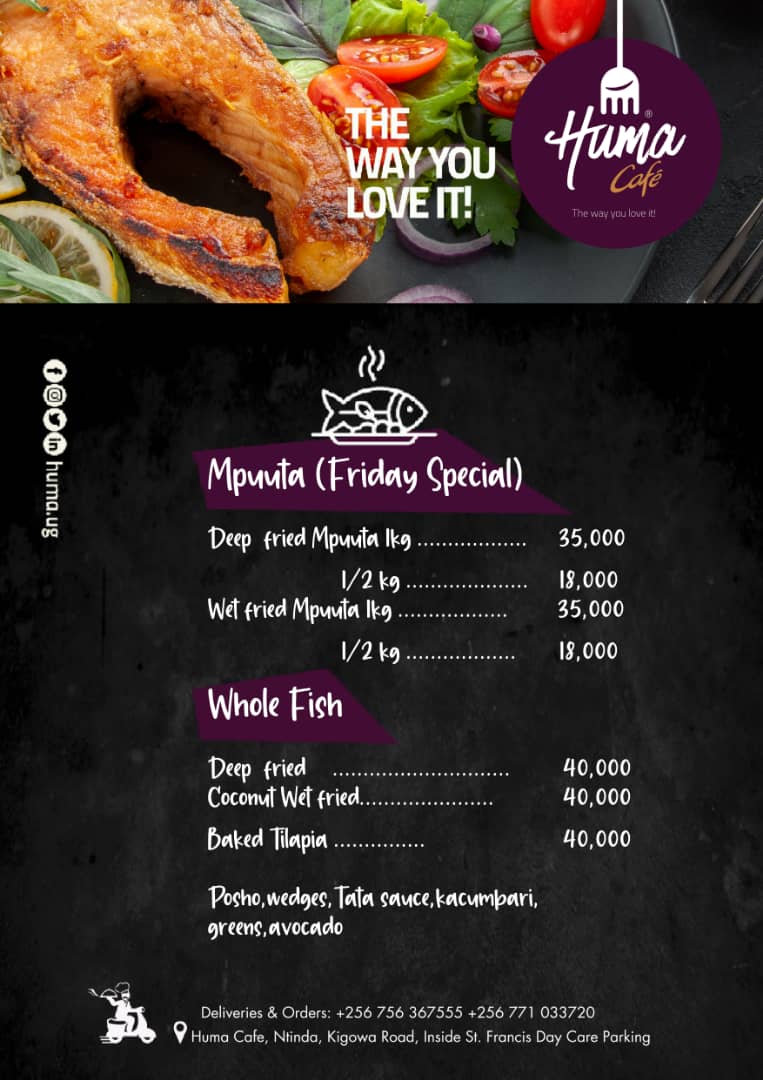 THE
WAY YOU
LOVE IT!
Huma®
Café
The way you love it!
huma.ug
Mpuuta (Friday Special)
Deep fried Mpuuta 1kg .................. 35,000
1/2 kg .................... 18,000
Wet fried Mpuuta 1kg .................. 35,000
1/2 kg .................. 18,000
Whole Fish
Deep fried ............................. 40,000
Coconut Wet fried...................... 40,000
Baked Tilapia ............... 40,000
Posho,wedges, Tata sauce,kacumbari,
greens,avocado
Deliveries & Orders: +256 756 367555 +256 771 033720
Huma Cafe, Ntinda, Kigowa Road, Inside St. Francis Day Care Parking